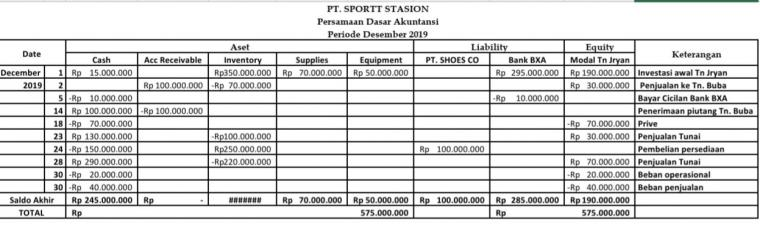 PT. SPORTT STASION
Persamaan Dasar Akuntansi
Periode Desember 2019
Date Aset Liability Equity Keterangan
Cash Acc Receivable Inventory Supplies Equipment PT. SHOES CO Bank BXA Modal Tn Jryan
December 1 Rp 15.000.000 Rp350.000.000 Rp 70.000.000 Rp 50.000.000 Rp 295.000.000 Rp 190.000.000 Investasi awal Tn Jryan
2019 2 Rp 100.000.000 -Rp 70.000.000 Rp 30.000.000 Penjualan ke Tn. Buba
5 -Rp 10.000.000 -Rp 10.000.000 Bayar Cicilan Bank BXA
14 Rp 100.000.000 -Rp 100.000.000 Penerimaan piutang Tn. Buba
18 -Rp 70.000.000 -Rp 70.000.000 Prive
23 Rp 130.000.000 -Rp100.000.000 Rp 30.000.000 Penjualan Tunai
24 -Rp 150.000.000 Rp250.000.000 Rp 100.000.000 Pembelian persediaan
28 Rp 290.000.000 -Rp220.000.000 Rp 70.000.000 Penjualan Tunai
30 -Rp 20.000.000 -Rp 20.000.000 Beban operasional
30 -Rp 40.000.000 -Rp 40.000.000 Beban penjualan
Saldo Akhir Rp 245.000.000 Rp - ####### Rp 70.000.000 Rp 50.000.000 Rp 100.000.000 Rp 285.000.000 Rp 190.000.000
TOTAL Rp 575.000.000 Rp 575.000.000